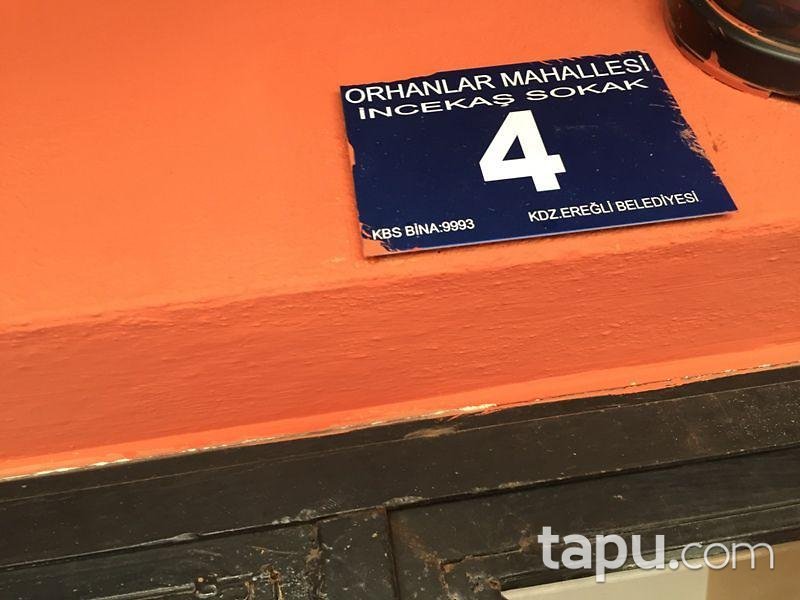 ORHANLAR MAHALLESİ
İNCEKAŞ SOKAK
4
KBS BİNA:9993 KDZ.EREĞLİ BELEDİYESİ
tapu.com